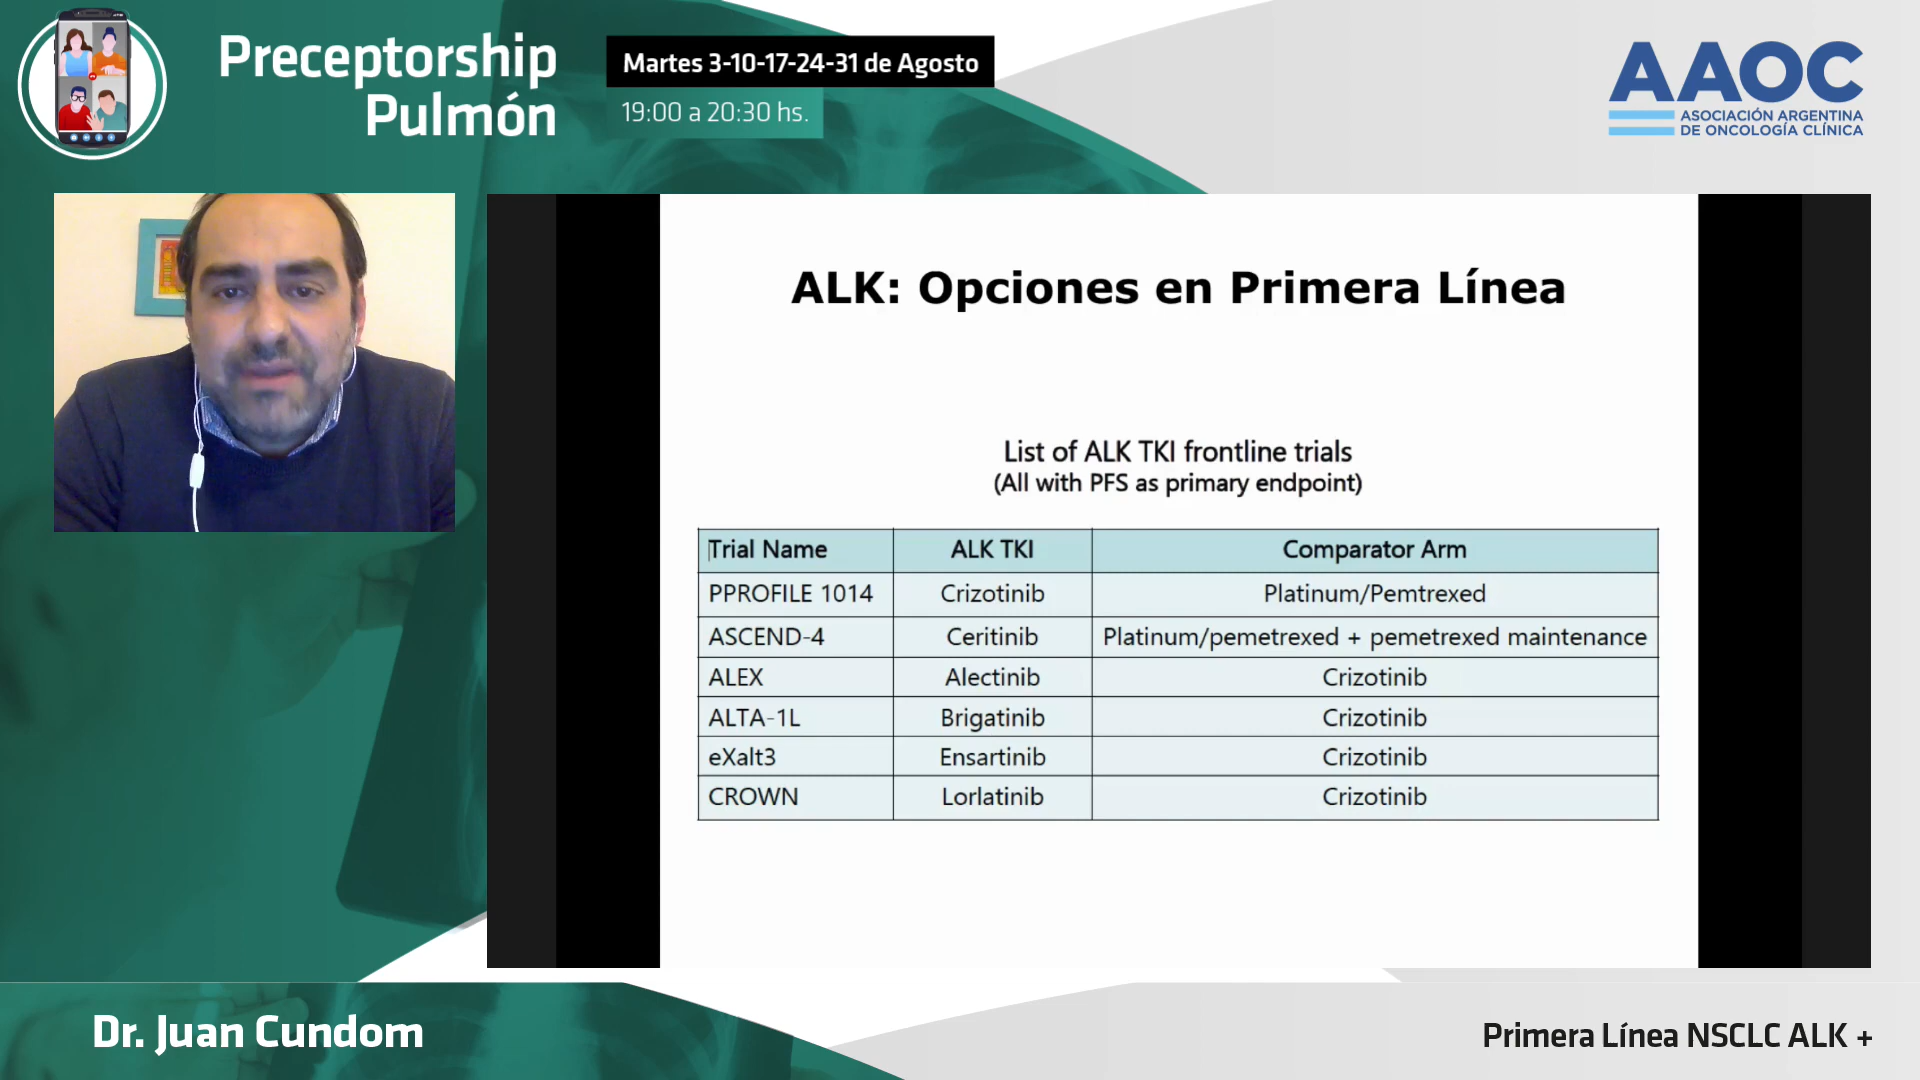 Preceptorship
Pulmón
Martes 3-10-17-24-31 de Agosto
19:00 a 20:30 hs.
AAOC
ASOCIACIÓN ARGENTINA
DE ONCOLOGÍA CLÍNICA
ALK: Opciones en Primera Línea
List of ALK TKI frontline trials
(All with PFS as primary endpoint)
Trial Name ALK TKI Comparator Arm
PPROFILE 1014 Crizotinib Platinum/Pemtrexed
ASCEND-4 Ceritinib Platinum/pemetrexed + pemetrexed maintenance
ALEX Alectinib Crizotinib
ALTA-1L Brigatinib Crizotinib
eXalt3 Ensartinib Crizotinib
CROWN Lorlatinib Crizotinib
Dr. Juan Cundom
Primera Línea NSCLC ALK +